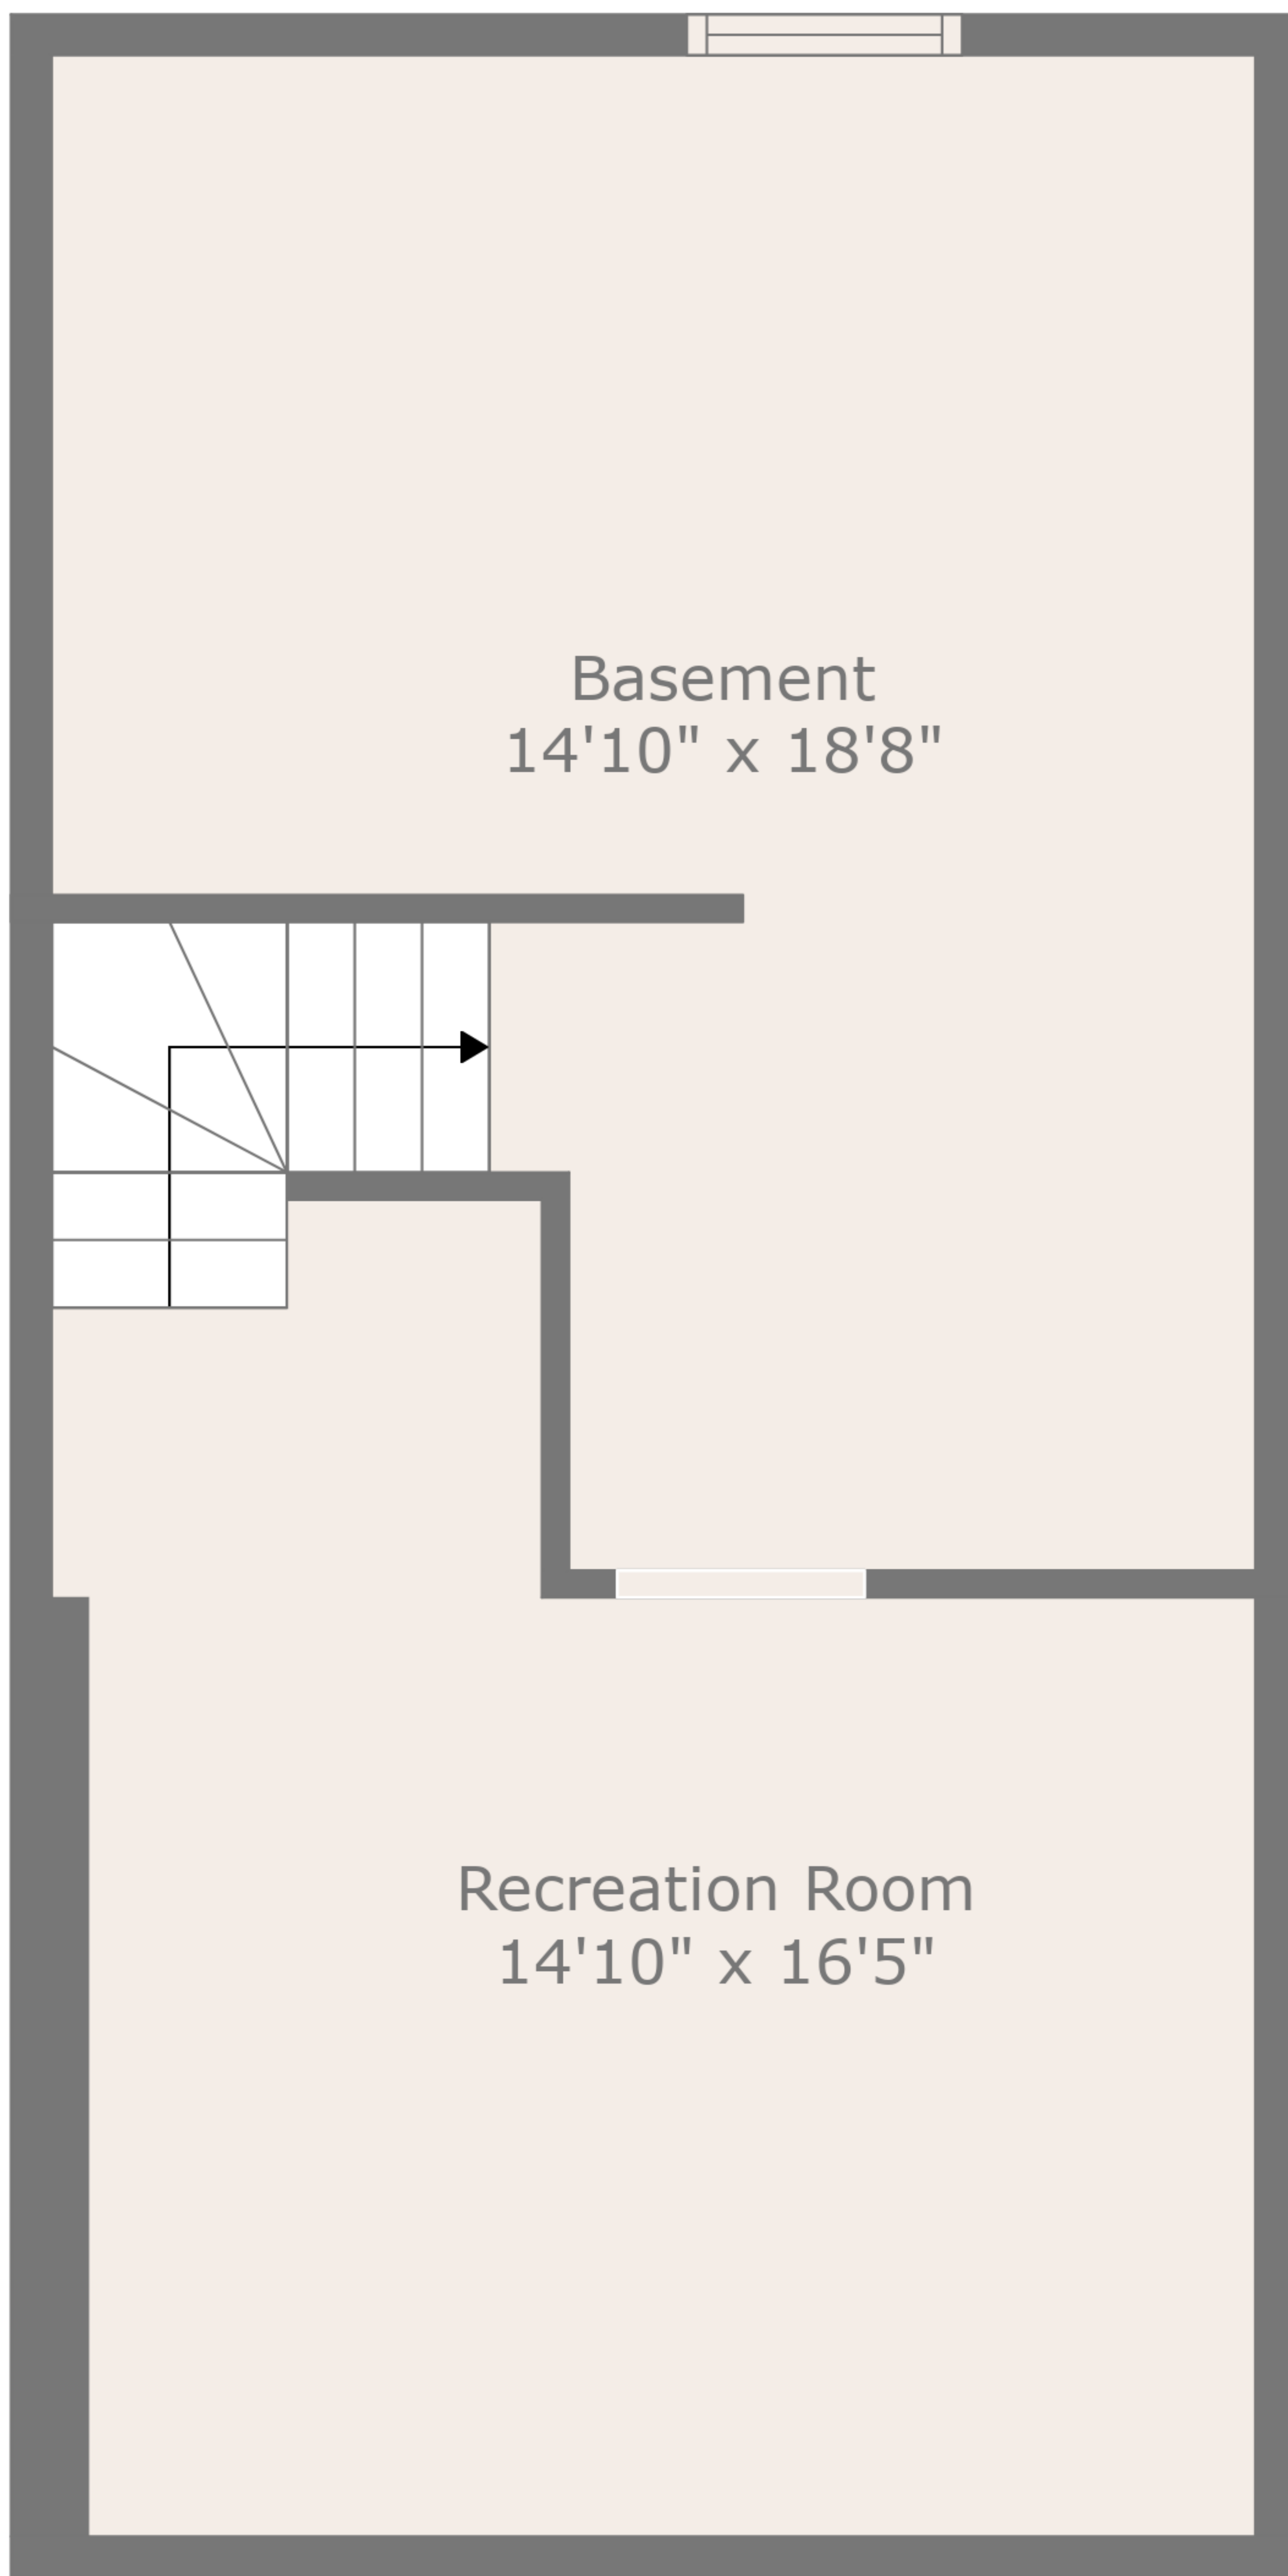 Basement
14'10" x 18'8"
Recreation Room
14'10" x 16'5"